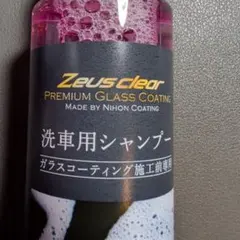 Zeus clear
PREMIUM GLASS COATING
MADE BY NIHON COATING
洗車用シャンプー
ガラスコーティング施工前専用